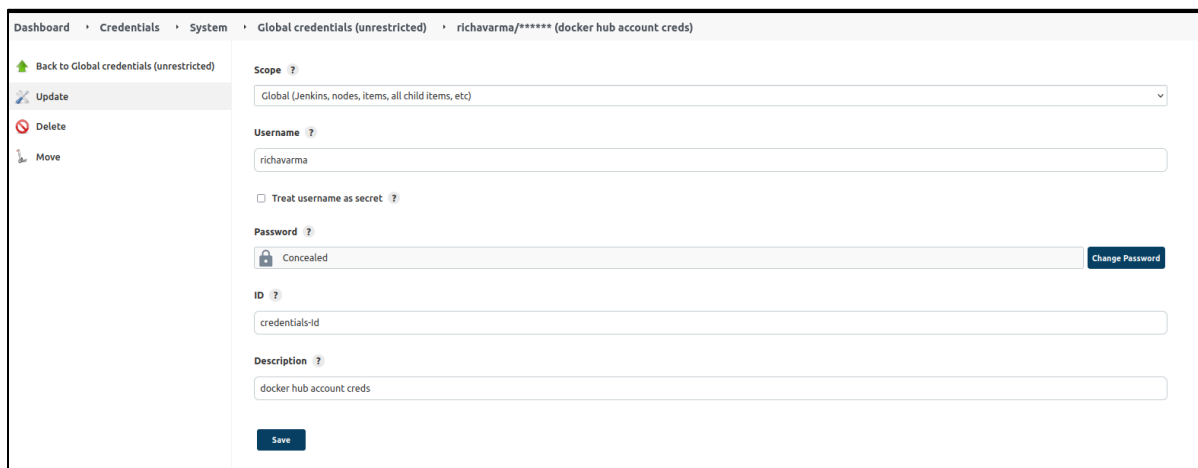 Dashboard ‣ Credentials ‣ System ‣ Global credentials (unrestricted) ‣ richavarma/****** (docker hub account creds)
Back to Global credentials (unrestricted)
Update
Delete
Move
Scope ?
Global (Jenkins, nodes, items, all child items, etc)
Username ?
richavarma
Treat username as secret ?
Password ?
Concealed
Change Password
ID ?
credentials-Id
Description ?
docker hub account creds
Save